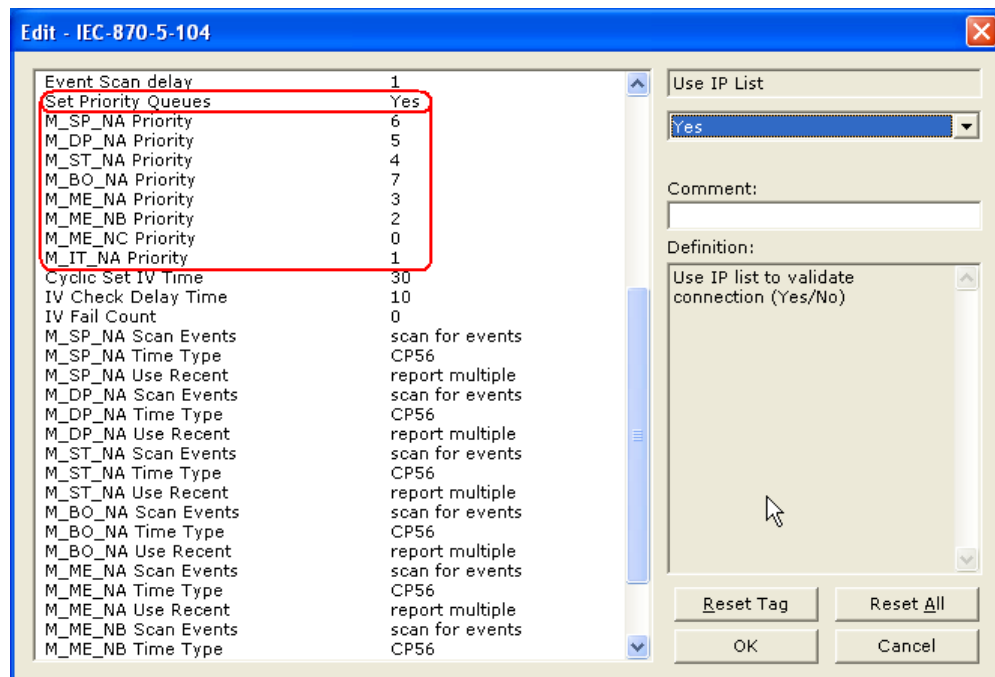 Edit - IEC-870-5-104
Event Scan delay 1
Set Priority Queues Yes
M_SP_NA Priority 6
M_DP_NA Priority 5
M_ST_NA Priority 4
M_BO_NA Priority 7
M_ME_NA Priority 3
M_ME_NB Priority 2
M_ME_NC Priority 0
M_IT_NA Priority 1
Cyclic Set IV Time 30
IV Check Delay Time 10
IV Fail Count 0
M_SP_NA Scan Events scan for events
M_SP_NA Time Type CP56
M_SP_NA Use Recent report multiple
M_DP_NA Scan Events scan for events
M_DP_NA Time Type CP56
M_DP_NA Use Recent report multiple
M_ST_NA Scan Events scan for events
M_ST_NA Time Type CP56
M_ST_NA Use Recent report multiple
M_BO_NA Scan Events scan for events
M_BO_NA Time Type CP56
M_BO_NA Use Recent report multiple
M_ME_NA Scan Events scan for events
M_ME_NA Time Type CP56
M_ME_NA Use Recent report multiple
M_ME_NB Scan Events scan for events
M_ME_NB Time Type CP56
Use IP List
Yes
Comment:
Definition:
Use IP list to validate
connection (Yes/No)
Reset Tag Reset All
OK Cancel